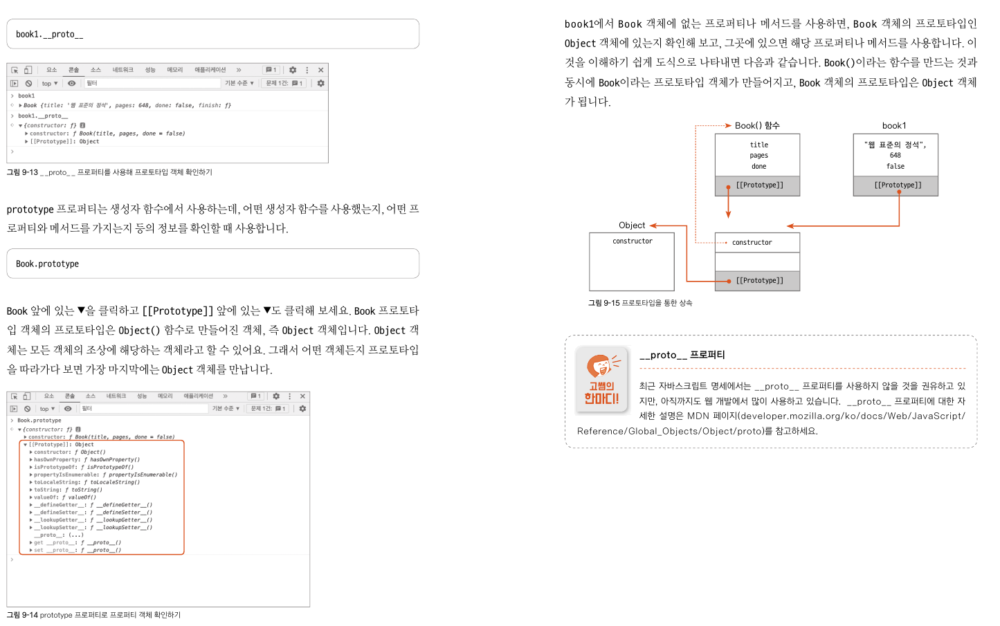 book1.__proto__
요소 콘솔 소스 네트워크 성능 메모리 애플리케이션 » 1
top ▼ 필터 기본 수준 ▼ 문제 1건: 1
> book1
▶Book {title: '웹 표준의 정석', pages: 648, done: false, finish: ƒ}
> book1.__proto__
▼{constructor: ƒ} i
▶constructor: ƒ Book(title, pages, done = false)
▶[[Prototype]]: Object
>
그림 9-13 __proto__ 프로퍼티를 사용해 프로토타입 객체 확인하기
prototype 프로퍼티는 생성자 함수에서 사용하는데, 어떤 생성자 함수를 사용했는지, 어떤 프
로퍼티와 메서드를 가지는지 등의 정보를 확인할 때 사용합니다.
Book.prototype
Book 앞에 있는 ▼을 클릭하고 [[Prototype]] 앞에 있는 ▼도 클릭해 보세요. Book 프로토타
입 객체의 프로토타입은 Object() 함수로 만들어진 객체, 즉 Object 객체입니다. Object 객
체는 모든 객체의 조상에 해당하는 객체라고 할 수 있어요. 그래서 어떤 객체든지 프로토타입
을 따라가다 보면 가장 마지막에는 Object 객체를 만납니다.
요소 콘솔 소스 네트워크 성능 메모리 애플리케이션 » 1
top ▼ 필터 기본 수준 ▼ 문제 1건: 1
> Book.prototype
▼{constructor: ƒ} i
▶constructor: ƒ Book(title, pages, done = false)
▼[[Prototype]]: Object
▶constructor: ƒ Object()
▶hasOwnProperty: ƒ hasOwnProperty()
▶isPrototypeOf: ƒ isPrototypeOf()
▶propertyIsEnumerable: ƒ propertyIsEnumerable()
▶toLocaleString: ƒ toLocaleString()
▶toString: ƒ toString()
▶valueOf: ƒ valueOf()
▶__defineGetter__: ƒ __defineGetter__()
▶__defineSetter__: ƒ __defineSetter__()
▶__lookupGetter__: ƒ __lookupGetter__()
▶__lookupSetter__: ƒ __lookupSetter__()
__proto__: (...)
▶get __proto__: ƒ __proto__()
▶set __proto__: ƒ __proto__()
>
그림 9-14 prototype 프로퍼티로 프로퍼티 객체 확인하기
book1에서 Book 객체에 없는 프로퍼티나 메서드를 사용하면, Book 객체의 프로토타입인
Object 객체에 있는지 확인해 보고, 그곳에 있으면 해당 프로퍼티나 메서드를 사용합니다. 이
것을 이해하기 쉽게 도식으로 나타내면 다음과 같습니다. Book()이라는 함수를 만드는 것과
동시에 Book이라는 프로토타입 객체가 만들어지고, Book 객체의 프로토타입은 Object 객체
가 됩니다.
Book() 함수
title
pages
done
[[Prototype]]
book1
"웹 표준의 정석",
648
false
[[Prototype]]
Object
constructor
constructor
[[Prototype]]
그림 9-15 프로토타입을 통한 상속
고쌤의
한마디!
__proto__ 프로퍼티
최근 자바스크립트 명세에서는 __proto__ 프로퍼티를 사용하지 않을 것을 권유하고 있
지만, 아직까지도 웹 개발에서 많이 사용하고 있습니다. __proto__ 프로퍼티에 대한 자
세한 설명은 MDN 페이지(developer.mozilla.org/ko/docs/Web/JavaScript/
Reference/Global_Objects/Object/proto)를 참고하세요.